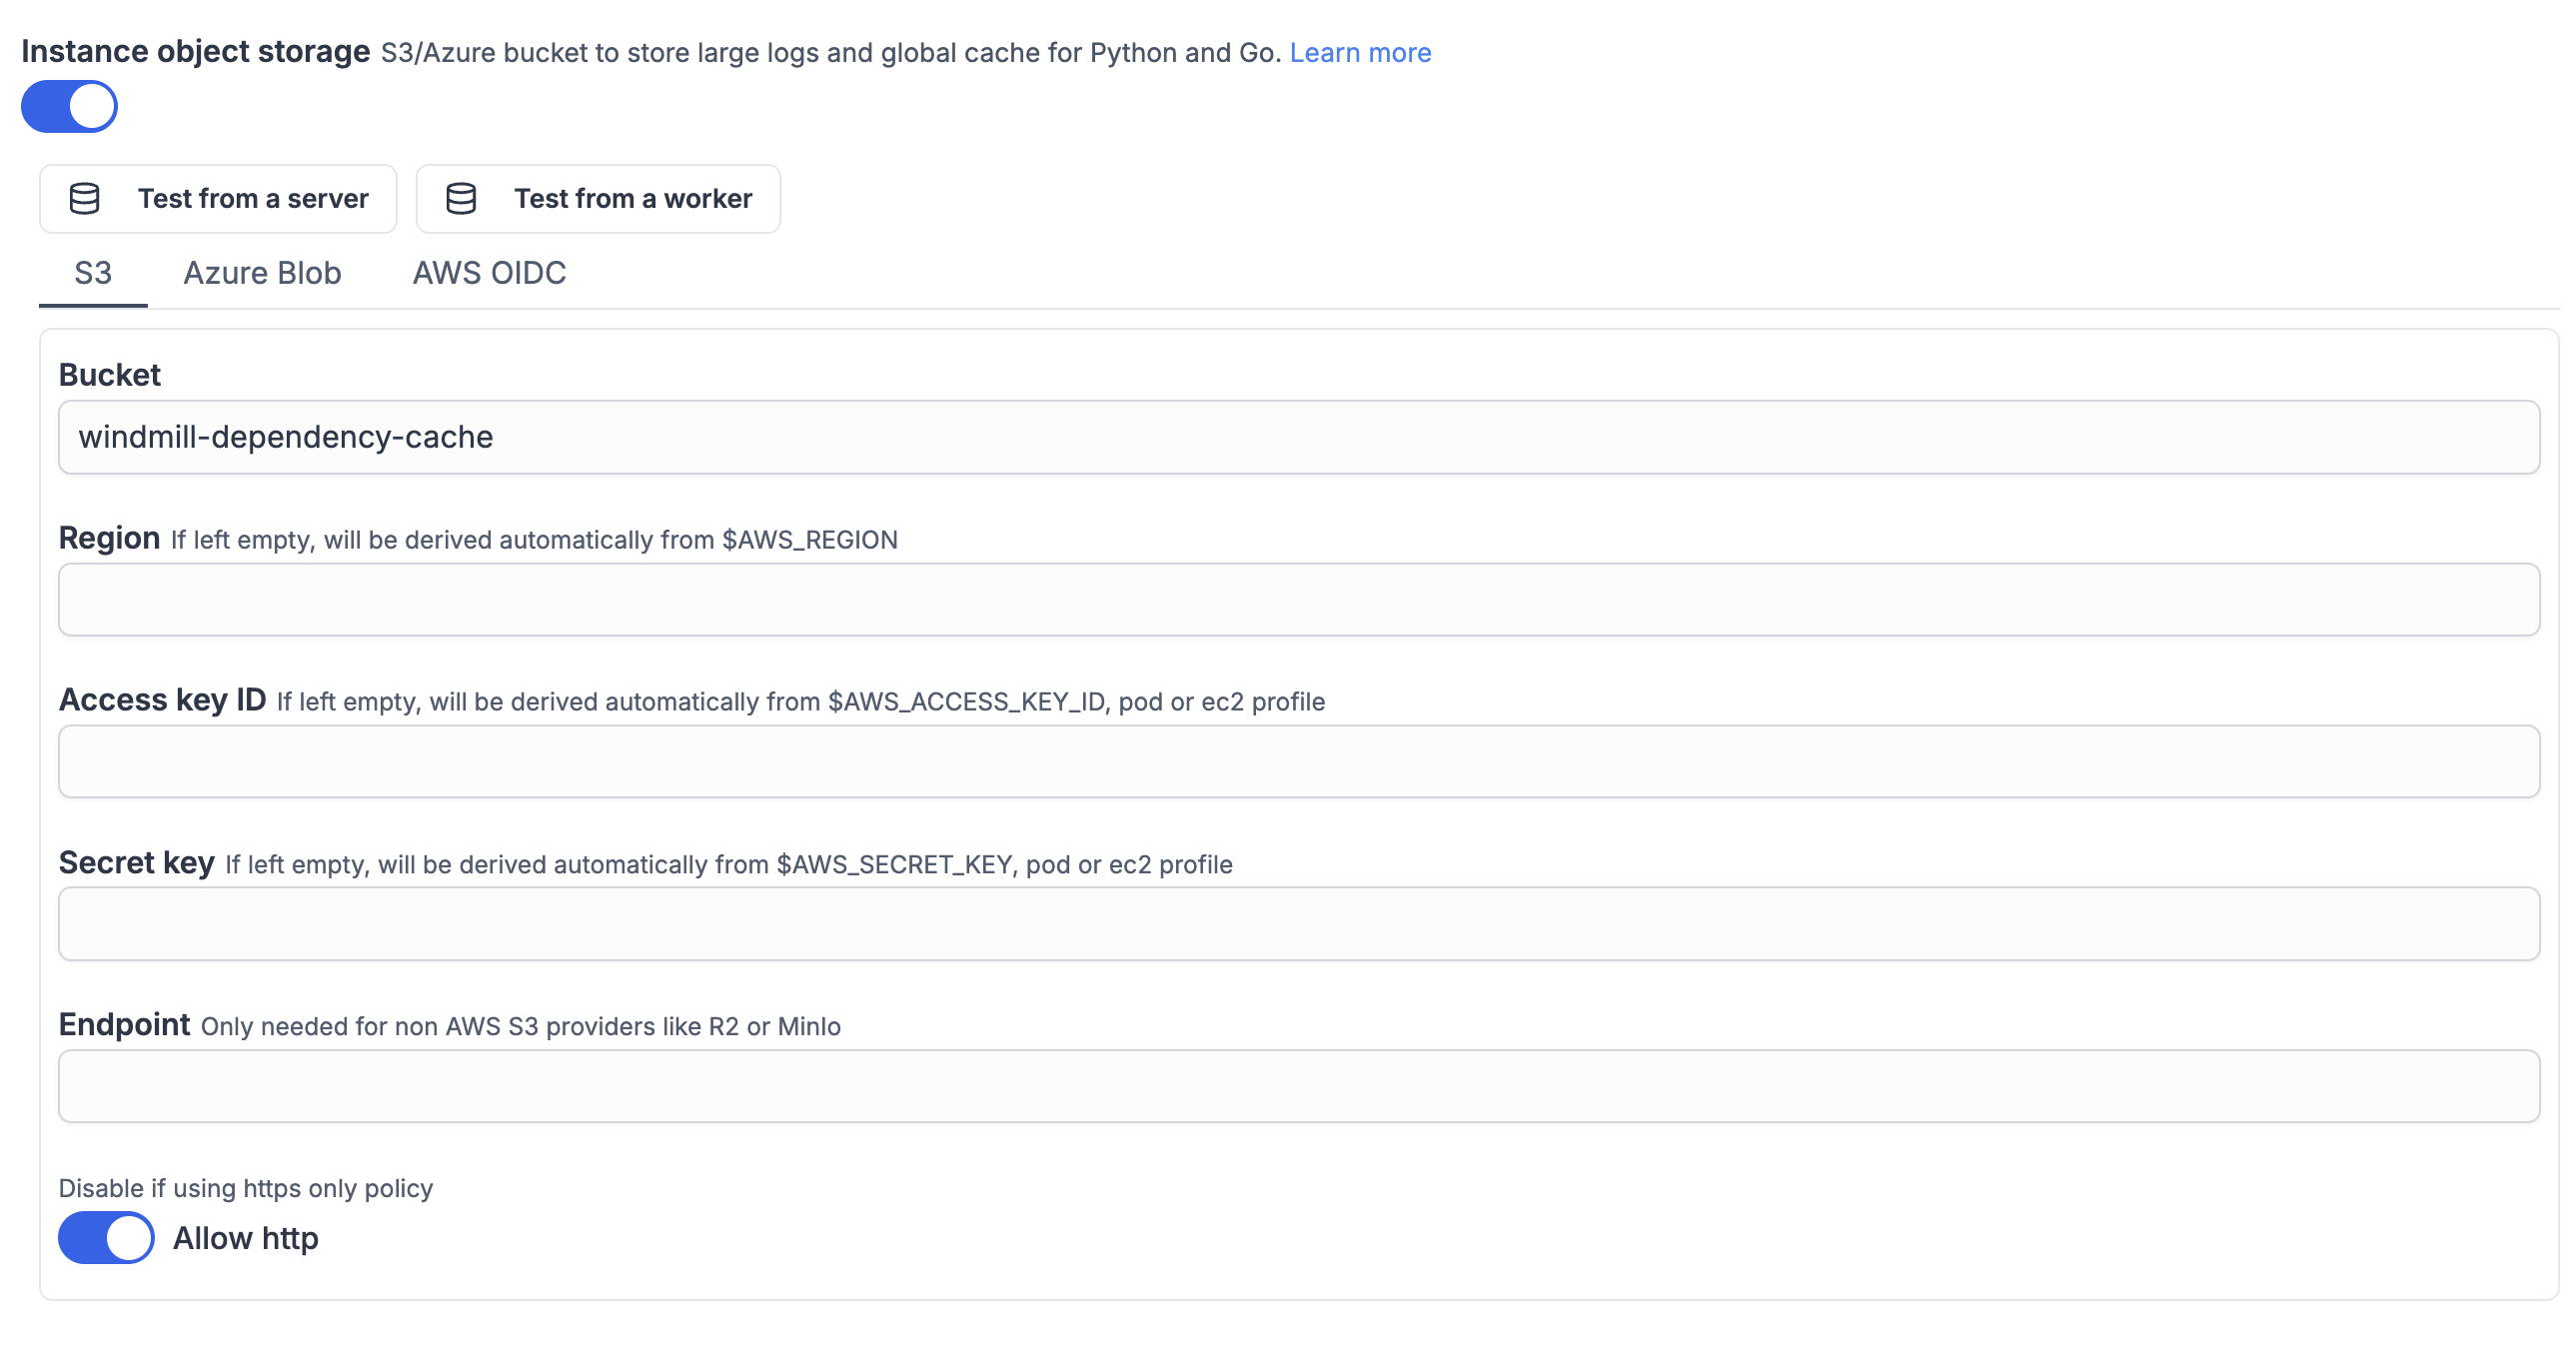 Instance object storage S3/Azure bucket to store large logs and global cache for Python and Go. Learn more
Test from a server Test from a worker
S3 Azure Blob AWS OIDC
Bucket
windmill-dependency-cache
Region If left empty, will be derived automatically from $AWS_REGION
Access key ID If left empty, will be derived automatically from $AWS_ACCESS_KEY_ID, pod or ec2 profile
Secret key If left empty, will be derived automatically from $AWS_SECRET_KEY, pod or ec2 profile
Endpoint Only needed for non AWS S3 providers like R2 or MinIo
Disable if using https only policy
Allow http